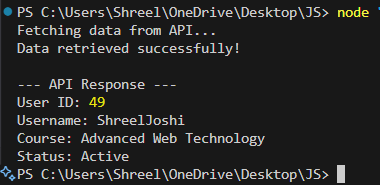 PS C:\Users\Shreel\OneDrive\Desktop\JS> node
Fetching data from API...
Data retrieved successfully!
--- API Response ---
User ID: 49
Username: ShreelJoshi
Course: Advanced Web Technology
Status: Active
PS C:\Users\Shreel\OneDrive\Desktop\JS>